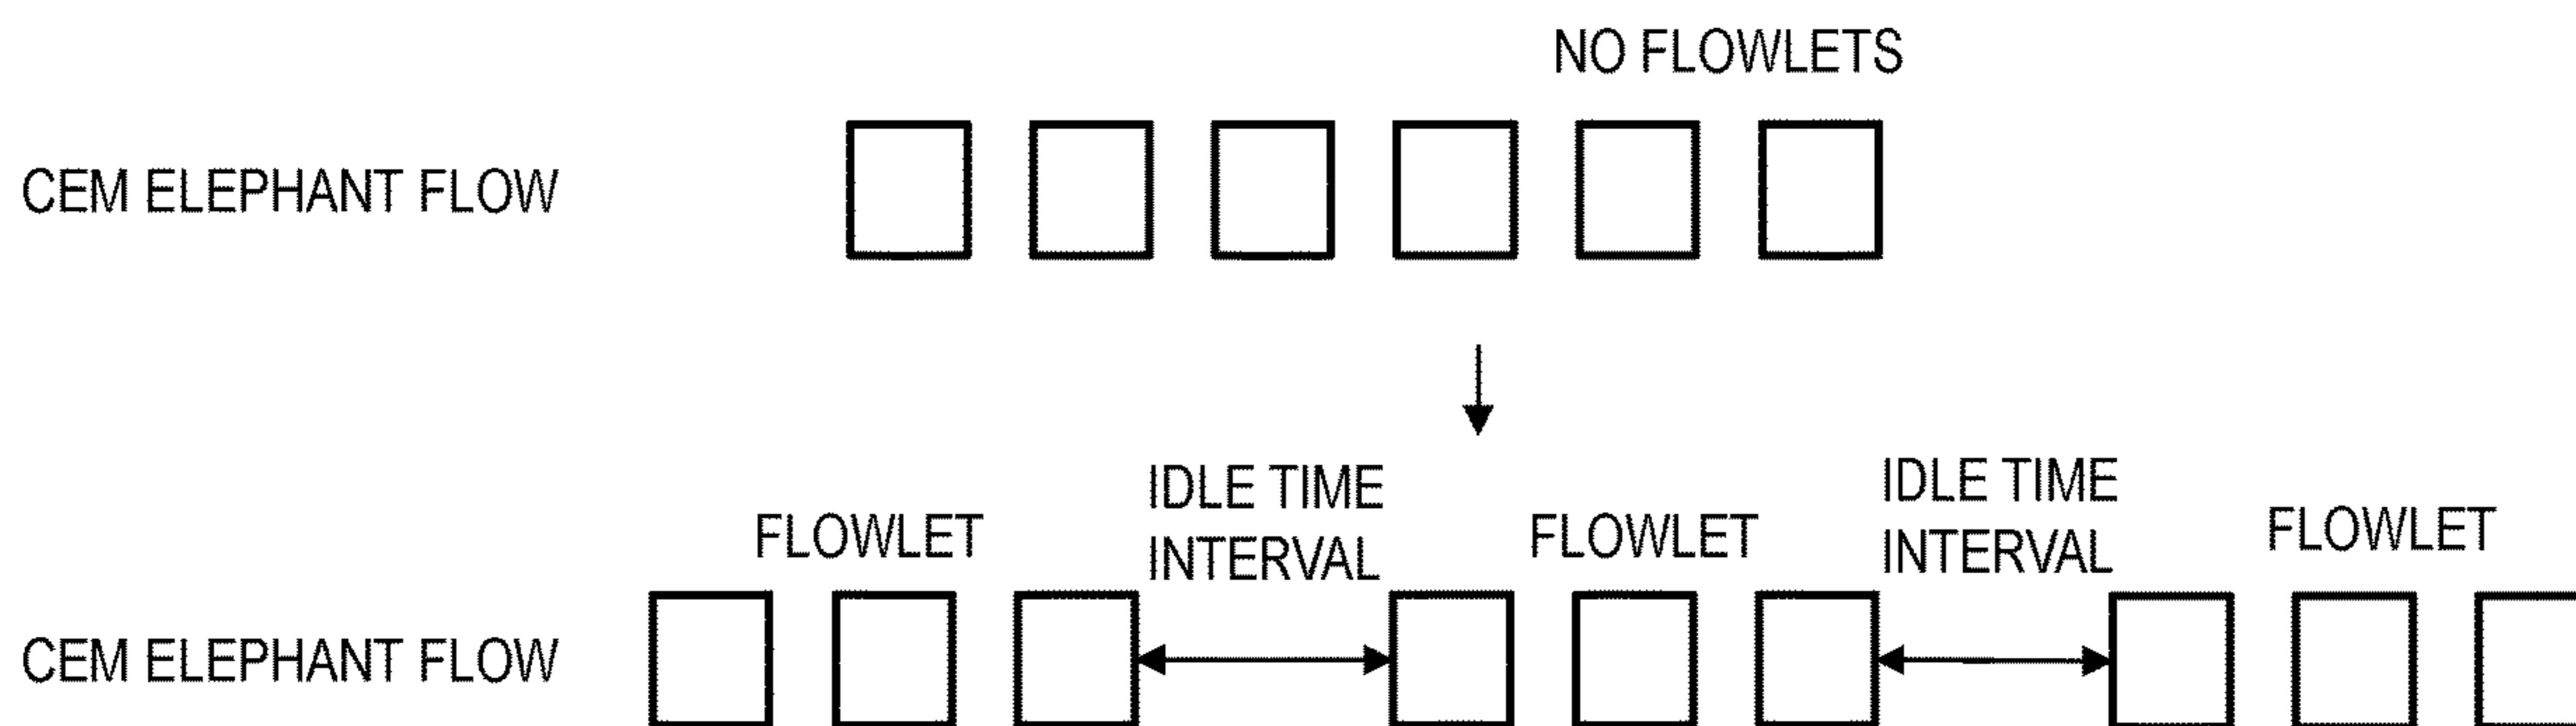 NO FLOWLETS
CEM ELEPHANT FLOW
IDLE TIME
INTERVAL
IDLE TIME
INTERVAL
FLOWLET
FLOWLET
FLOWLET
CEM ELEPHANT FLOW